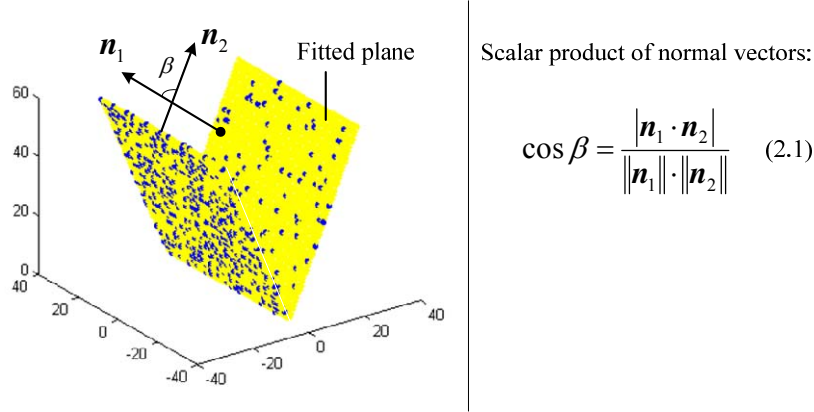 n₁
n₂
β
Fitted plane
60
40
20
0
40
20
0
-20
-40
-40
-20
0
20
40
Scalar product of normal vectors:
cos β = |n₁ · n₂| / ‖n₁‖·‖n₂‖ (2.1)